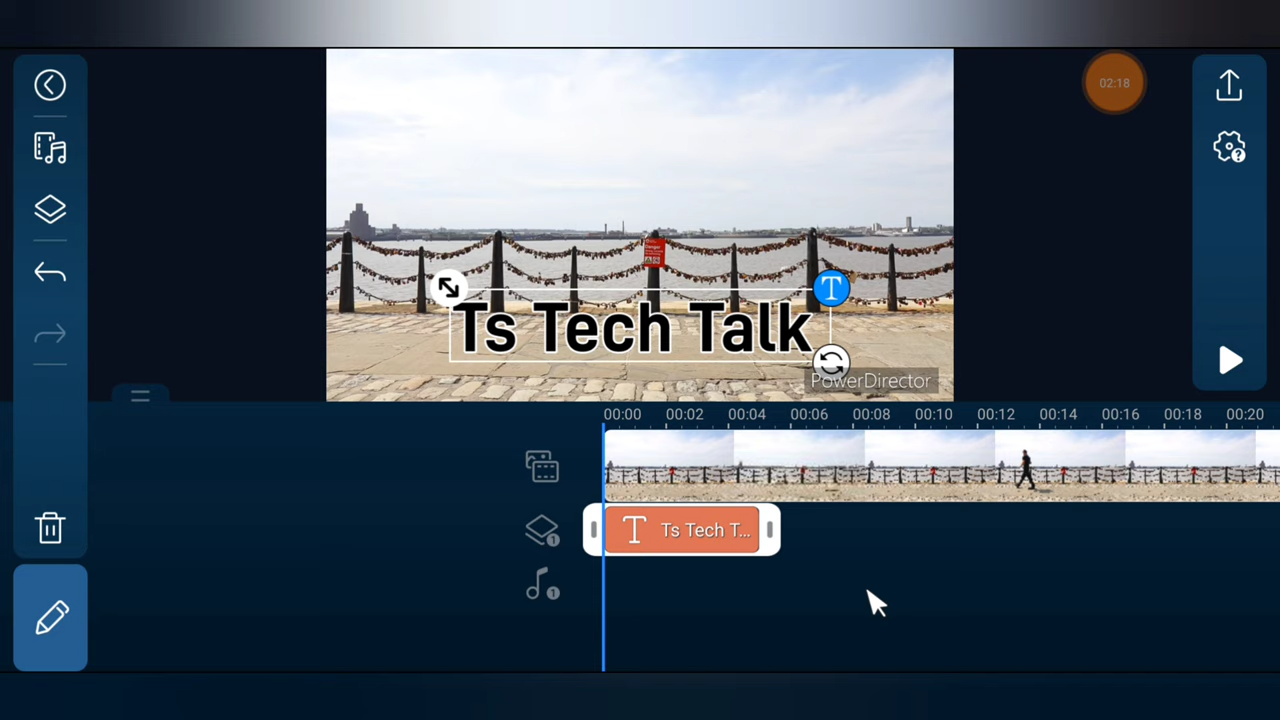 02:18
Danger
Ts Tech Talk
PowerDirector
00:00 00:02 00:04 00:06 00:08 00:10 00:12 00:14 00:16 00:18 00:20
T Ts Tech T...
1
1